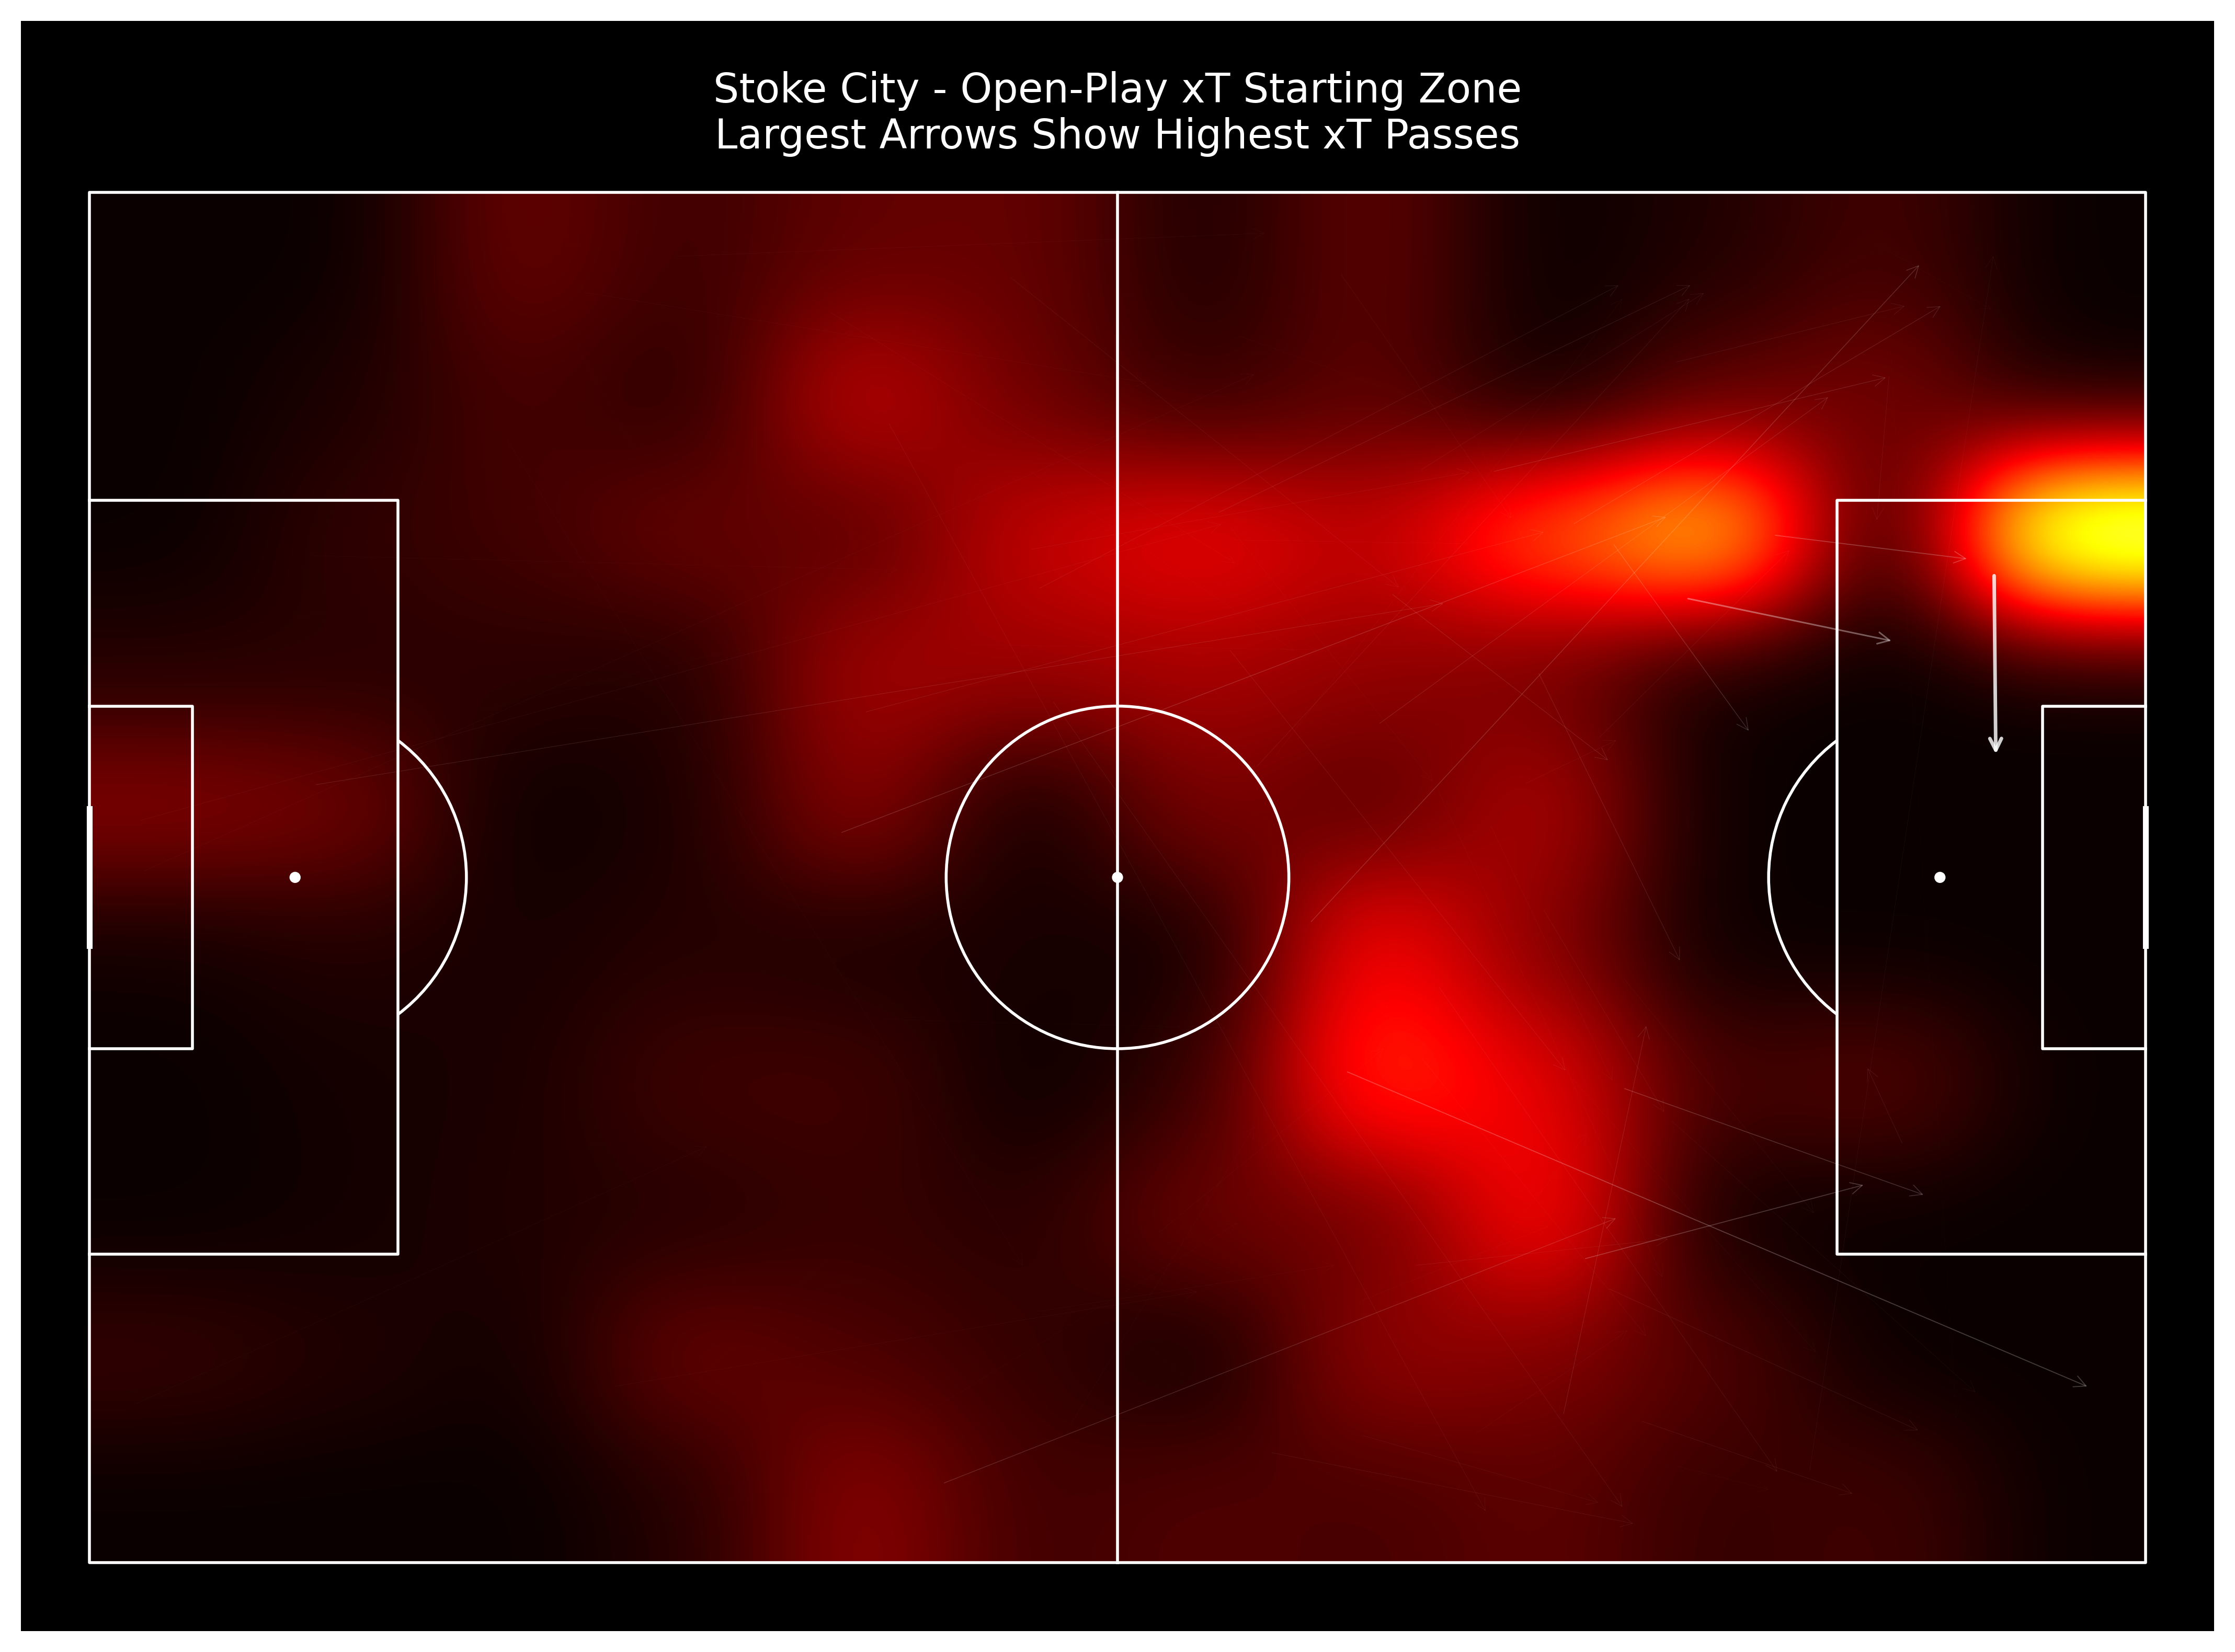 Stoke City - Open-Play xT Starting Zone
Largest Arrows Show Highest xT Passes